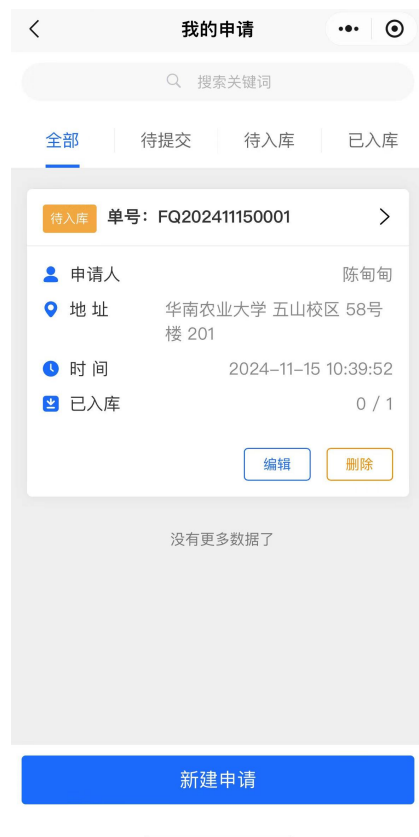 我的申请
搜索关键词
全部 待提交 待入库 已入库
待入库 单号：FQ202411150001
申请人 陈甸甸
地 址 华南农业大学 五山校区 58号
楼 201
时 间 2024-11-15 10:39:52
已入库 0 / 1
编辑 删除
没有更多数据了
新建申请